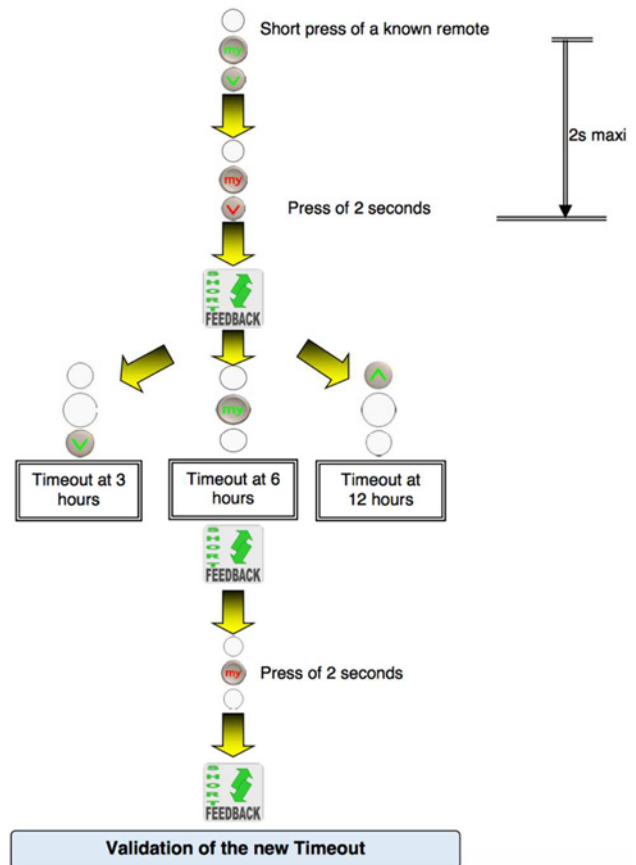 Short press of a known remote
my
2s maxi
my
Press of 2 seconds
SHORT
FEEDBACK
my
Timeout at 3
hours
Timeout at 6
hours
Timeout at
12 hours
SHORT
FEEDBACK
my
Press of 2 seconds
SHORT
FEEDBACK
Validation of the new Timeout